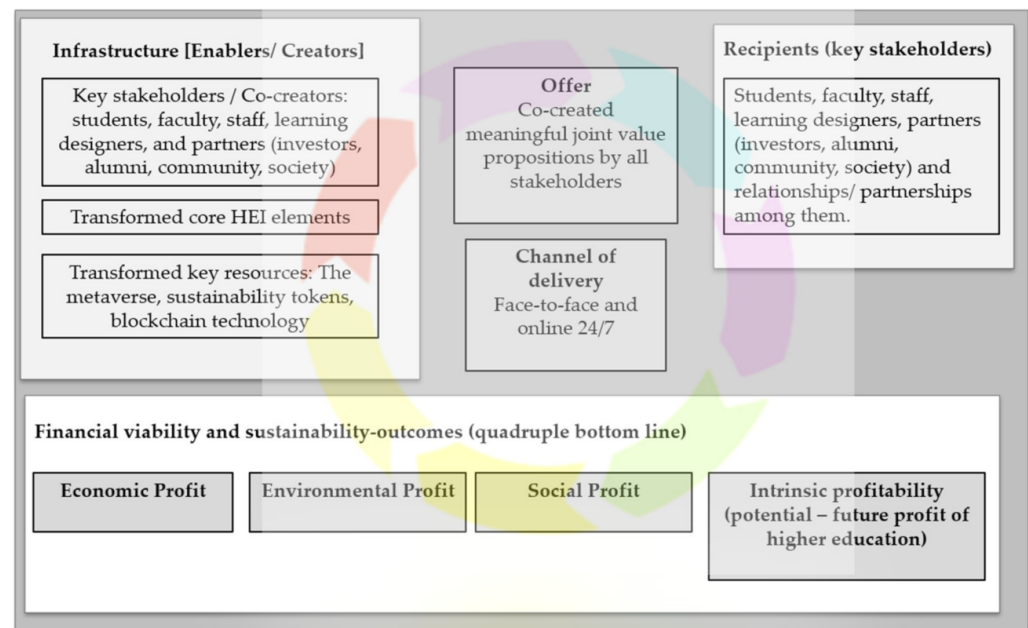 Infrastructure [Enablers/ Creators]
Key stakeholders / Co-creators:
students, faculty, staff, learning
designers, and partners (investors,
alumni, community, society)
Transformed core HEI elements
Transformed key resources: The
metaverse, sustainability tokens,
blockchain technology
Offer
Co-created
meaningful joint value
propositions by all
stakeholders
Channel of
delivery
Face-to-face and
online 24/7
Recipients (key stakeholders)
Students, faculty, staff,
learning designers, partners
(investors, alumni,
community, society) and
relationships/ partnerships
among them.
Financial viability and sustainability-outcomes (quadruple bottom line)
Economic Profit
Environmental Profit
Social Profit
Intrinsic profitability
(potential – future profit of
higher education)